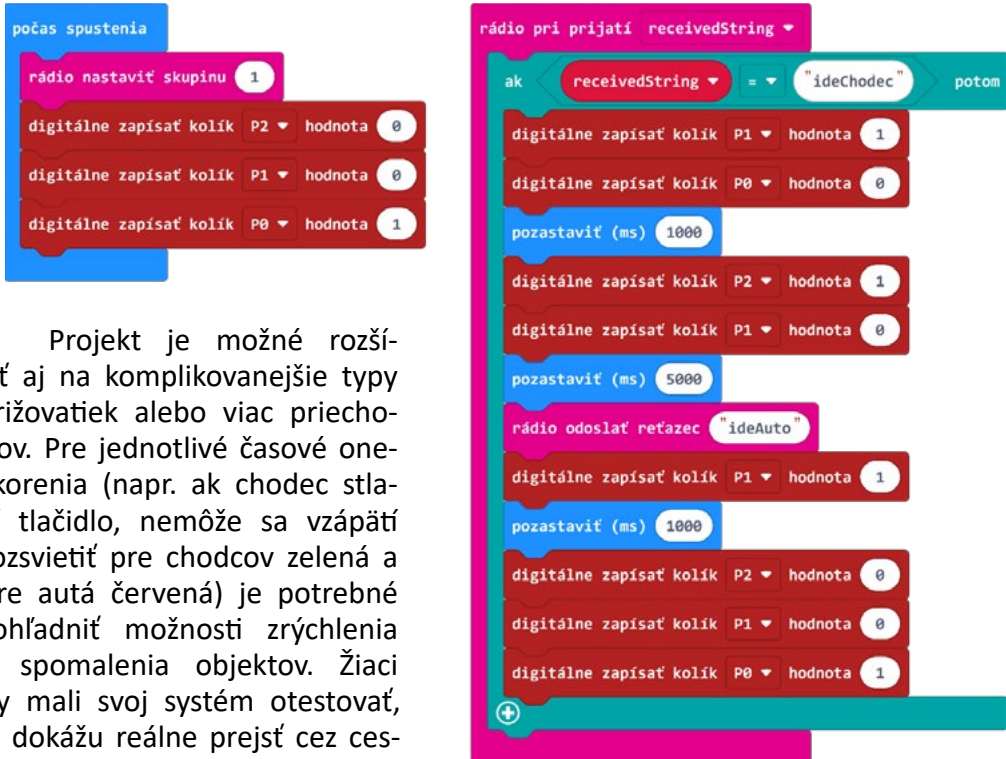 počas spustenia
rádio nastaviť skupinu 1
digitálne zapísať kolík P2 hodnota 0
digitálne zapísať kolík P1 hodnota 0
digitálne zapísať kolík P0 hodnota 1
Projekt je možné rozší-
ť aj na komplikovanejšie typy
rižovatiek alebo viac priecho-
ov. Pre jednotlivé časové one-
korenia (napr. ak chodec stla-
tlačidlo, nemôže sa vzápätí
ozsvietiť pre chodcov zelená a
re autá červená) je potrebné
ohľadniť možnosti zrýchlenia
spomalenia objektov. Žiaci
y mali svoj systém otestovať,
dokážu reálne prejsť cez ces-
rádio pri prijatí receivedString
ak receivedString = "ideChodec" potom
digitálne zapísať kolík P1 hodnota 1
digitálne zapísať kolík P0 hodnota 0
pozastaviť (ms) 1000
digitálne zapísať kolík P2 hodnota 1
digitálne zapísať kolík P1 hodnota 0
pozastaviť (ms) 5000
rádio odoslať reťazec "ideAuto"
digitálne zapísať kolík P1 hodnota 1
pozastaviť (ms) 1000
digitálne zapísať kolík P2 hodnota 0
digitálne zapísať kolík P1 hodnota 0
digitálne zapísať kolík P0 hodnota 1